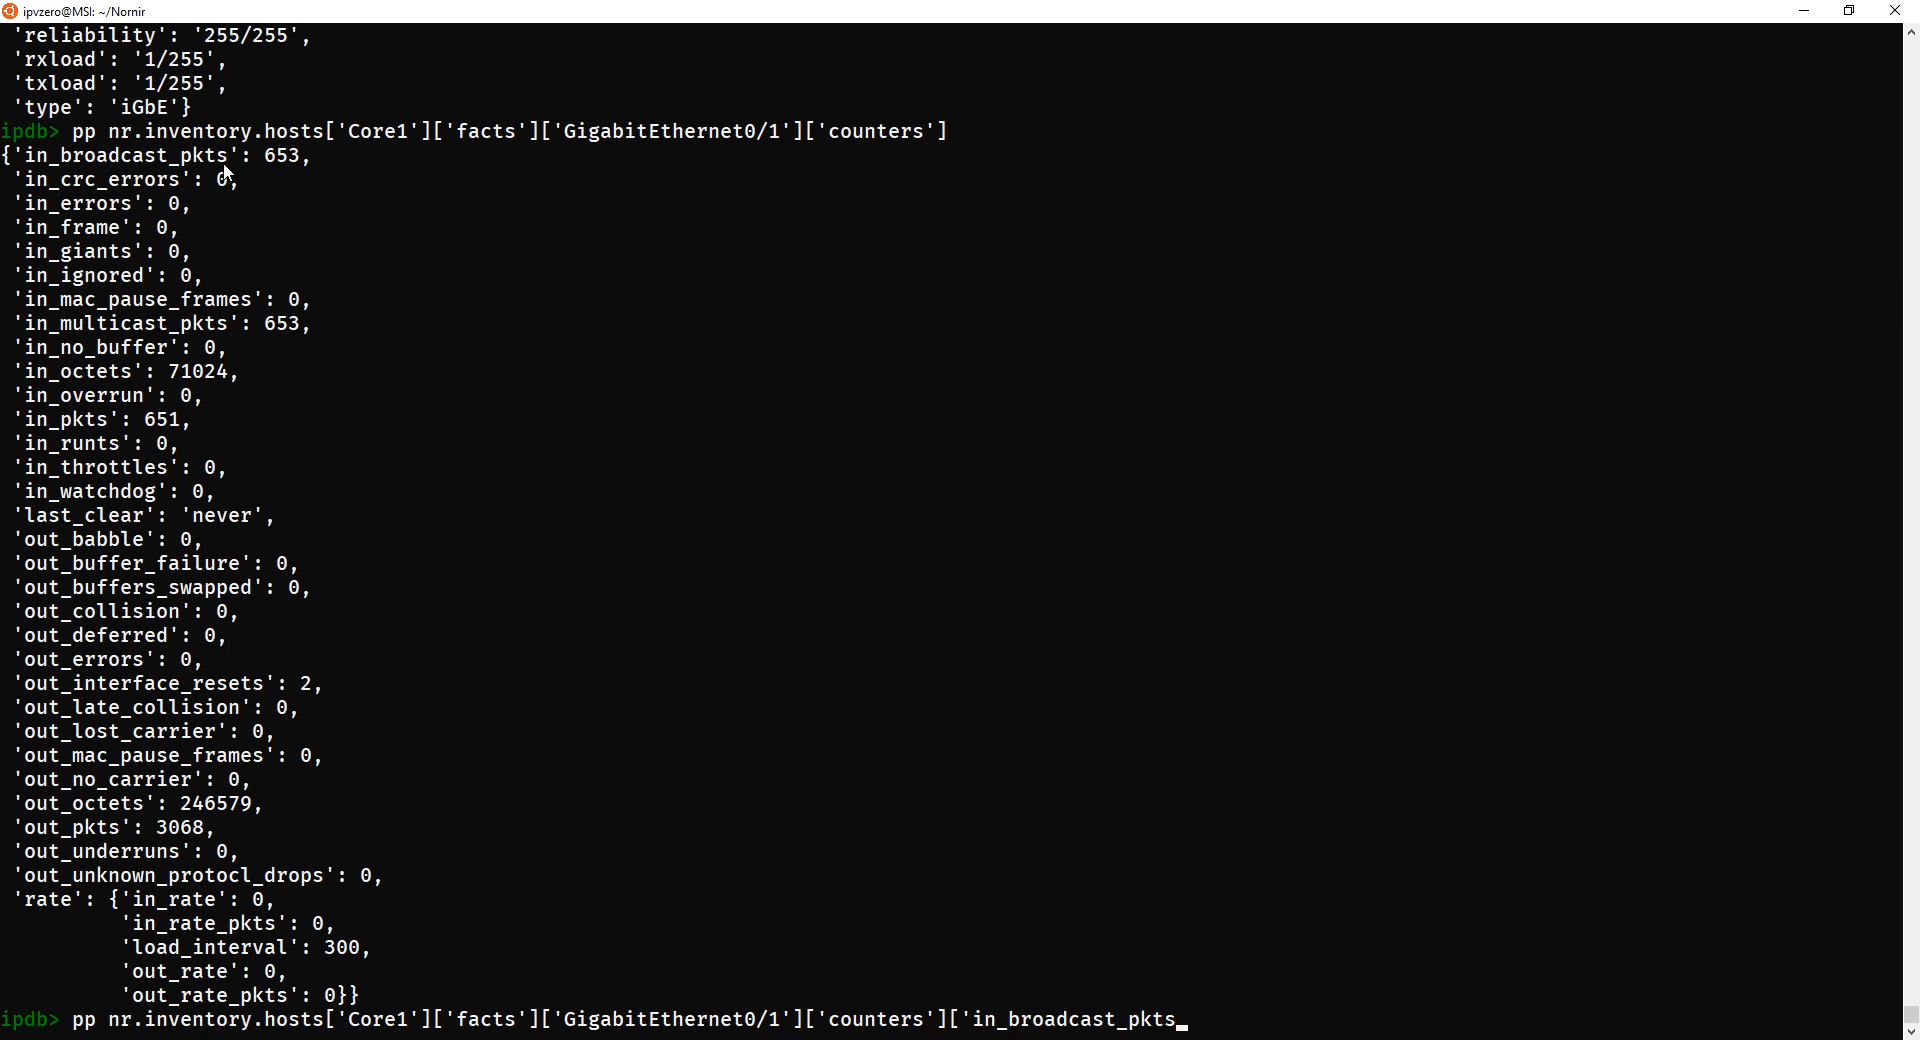 ipvzero@MSI: ~/Nornir
'reliability': '255/255',
'rxload': '1/255',
'txload': '1/255',
'type': 'iGbE'}
ipdb> pp nr.inventory.hosts['Core1']['facts']['GigabitEthernet0/1']['counters']
{'in_broadcast_pkts': 653,
'in_crc_errors': 0,
'in_errors': 0,
'in_frame': 0,
'in_giants': 0,
'in_ignored': 0,
'in_mac_pause_frames': 0,
'in_multicast_pkts': 653,
'in_no_buffer': 0,
'in_octets': 71024,
'in_overrun': 0,
'in_pkts': 651,
'in_runts': 0,
'in_throttles': 0,
'in_watchdog': 0,
'last_clear': 'never',
'out_babble': 0,
'out_buffer_failure': 0,
'out_buffers_swapped': 0,
'out_collision': 0,
'out_deferred': 0,
'out_errors': 0,
'out_interface_resets': 2,
'out_late_collision': 0,
'out_lost_carrier': 0,
'out_mac_pause_frames': 0,
'out_no_carrier': 0,
'out_octets': 246579,
'out_pkts': 3068,
'out_underruns': 0,
'out_unknown_protocl_drops': 0,
'rate': {'in_rate': 0,
'in_rate_pkts': 0,
'load_interval': 300,
'out_rate': 0,
'out_rate_pkts': 0}}
ipdb> pp nr.inventory.hosts['Core1']['facts']['GigabitEthernet0/1']['counters']['in_broadcast_pkts